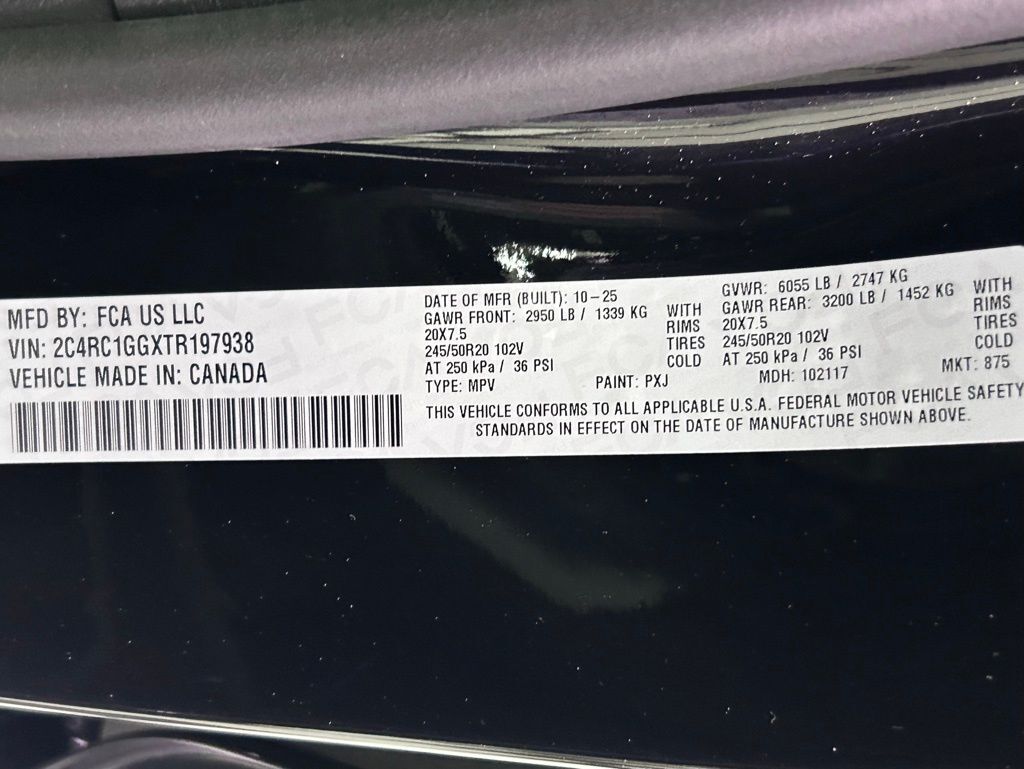 MFD BY: FCA US LLC
VIN: 2C4RC1GGXTR197938
VEHICLE MADE IN: CANADA
DATE OF MFR (BUILT): 10-25
GAWR FRONT: 2950 LB / 1339 KG WITH
20X7.5 RIMS
245/50R20 102V TIRES
AT 250 kPa / 36 PSI COLD
TYPE: MPV PAINT: PXJ
GVWR: 6055 LB / 2747 KG
GAWR REAR: 3200 LB / 1452 KG WITH
20X7.5 RIMS
245/50R20 102V TIRES
AT 250 kPa / 36 PSI COLD
MDH: 102117 MKT: 875
THIS VEHICLE CONFORMS TO ALL APPLICABLE U.S.A. FEDERAL MOTOR VEHICLE SAFETY
STANDARDS IN EFFECT ON THE DATE OF MANUFACTURE SHOWN ABOVE.